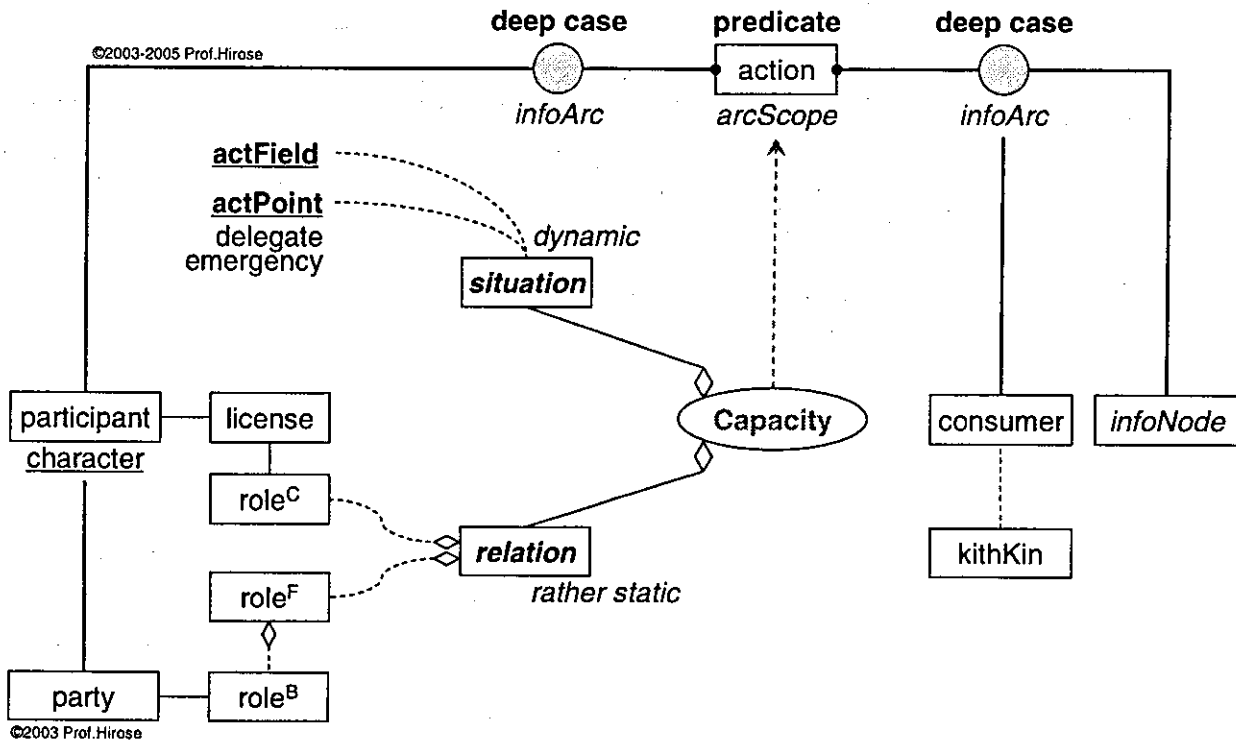 deep case
predicate
deep case
©2003-2005 Prof.Hirose
action
infoArc
arcScope
infoArc
actField
actPoint
delegate
emergency
dynamic
situation
participant
license
Capacity
consumer
infoNode
character
roleC
relation
kithKin
roleF
rather static
party
roleB
©2003 Prof.Hirose